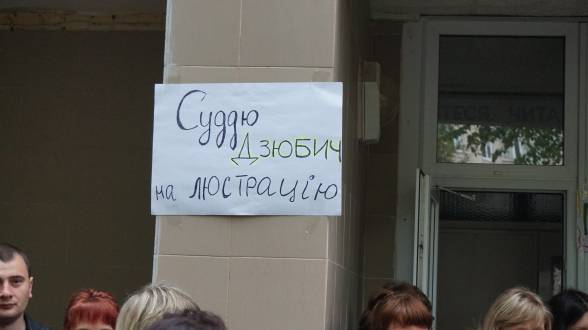 Суддю
Дзюбич
на люстрацію